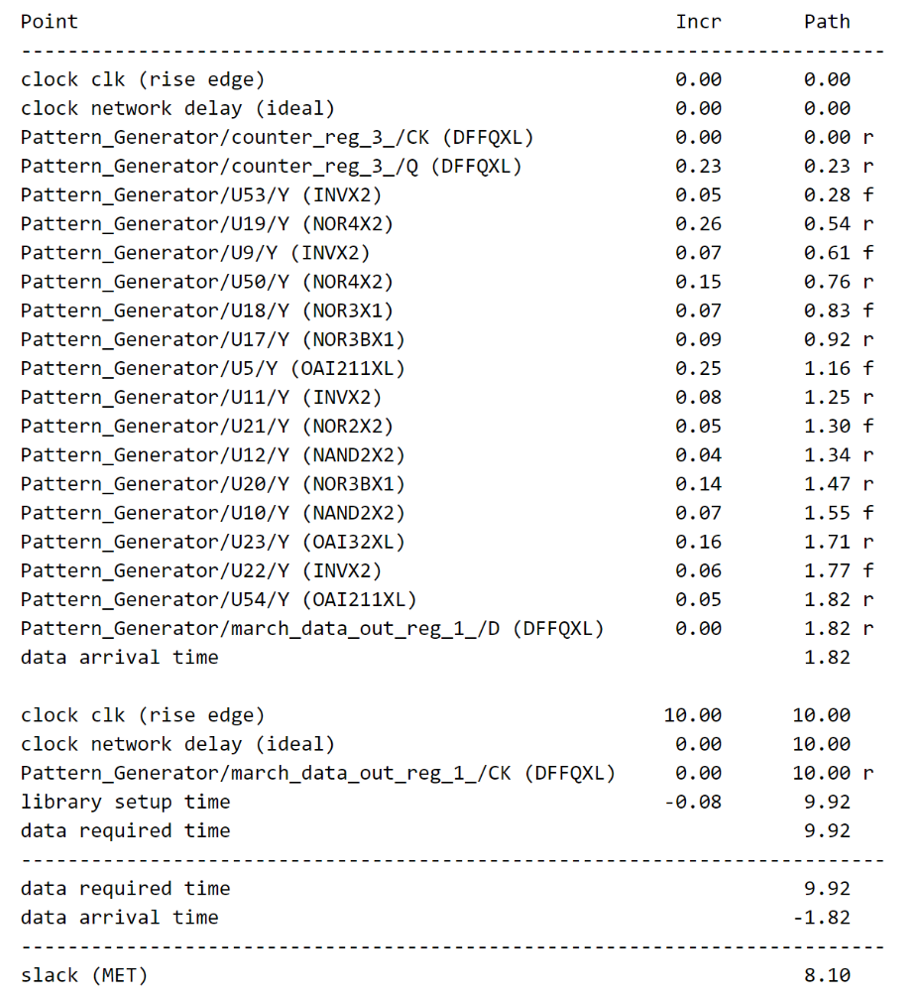 Point Incr Path
--------------------------------------------------------------------------
clock clk (rise edge) 0.00 0.00
clock network delay (ideal) 0.00 0.00
Pattern_Generator/counter_reg_3_/CK (DFFQXL) 0.00 0.00 r
Pattern_Generator/counter_reg_3_/Q (DFFQXL) 0.23 0.23 r
Pattern_Generator/U53/Y (INVX2) 0.05 0.28 f
Pattern_Generator/U19/Y (NOR4X2) 0.26 0.54 r
Pattern_Generator/U9/Y (INVX2) 0.07 0.61 f
Pattern_Generator/U50/Y (NOR4X2) 0.15 0.76 r
Pattern_Generator/U18/Y (NOR3X1) 0.07 0.83 f
Pattern_Generator/U17/Y (NOR3BX1) 0.09 0.92 r
Pattern_Generator/U5/Y (OAI211XL) 0.25 1.16 f
Pattern_Generator/U11/Y (INVX2) 0.08 1.25 r
Pattern_Generator/U21/Y (NOR2X2) 0.05 1.30 f
Pattern_Generator/U12/Y (NAND2X2) 0.04 1.34 r
Pattern_Generator/U20/Y (NOR3BX1) 0.14 1.47 r
Pattern_Generator/U10/Y (NAND2X2) 0.07 1.55 f
Pattern_Generator/U23/Y (OAI32XL) 0.16 1.71 r
Pattern_Generator/U22/Y (INVX2) 0.06 1.77 f
Pattern_Generator/U54/Y (OAI211XL) 0.05 1.82 r
Pattern_Generator/march_data_out_reg_1_/D (DFFQXL) 0.00 1.82 r
data arrival time 1.82
clock clk (rise edge) 10.00 10.00
clock network delay (ideal) 0.00 10.00
Pattern_Generator/march_data_out_reg_1_/CK (DFFQXL) 0.00 10.00 r
library setup time -0.08 9.92
data required time 9.92
--------------------------------------------------------------------------
data required time 9.92
data arrival time -1.82
--------------------------------------------------------------------------
slack (MET) 8.10